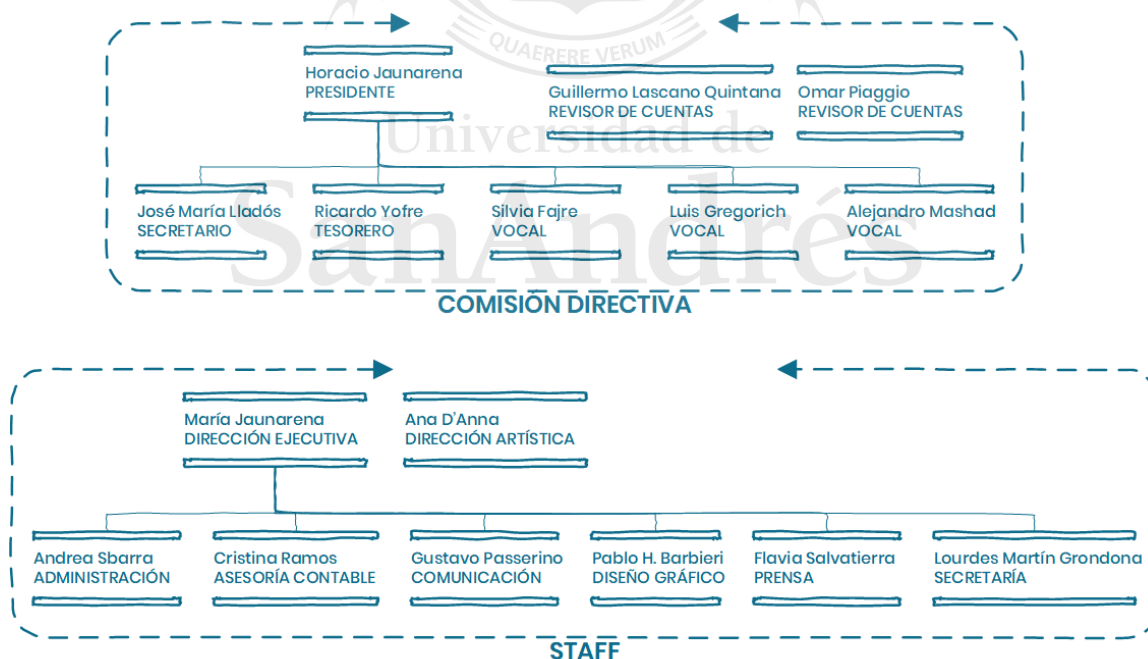 QUAERERE VERUM
Universidad de
SanAndrés
Horacio Jaunarena
PRESIDENTE
Guillermo Lascano Quintana
REVISOR DE CUENTAS
Omar Piaggio
REVISOR DE CUENTAS
José María Lladós
SECRETARIO
Ricardo Yofre
TESORERO
Silvia Fajre
VOCAL
Luis Gregorich
VOCAL
Alejandro Mashad
VOCAL
COMISIÓN DIRECTIVA
María Jaunarena
DIRECCIÓN EJECUTIVA
Ana D'Anna
DIRECCIÓN ARTÍSTICA
Andrea Sbarra
ADMINISTRACIÓN
Cristina Ramos
ASESORÍA CONTABLE
Gustavo Passerino
COMUNICACIÓN
Pablo H. Barbieri
DISEÑO GRÁFICO
Flavia Salvatierra
PRENSA
Lourdes Martín Grondona
SECRETARÍA
STAFF